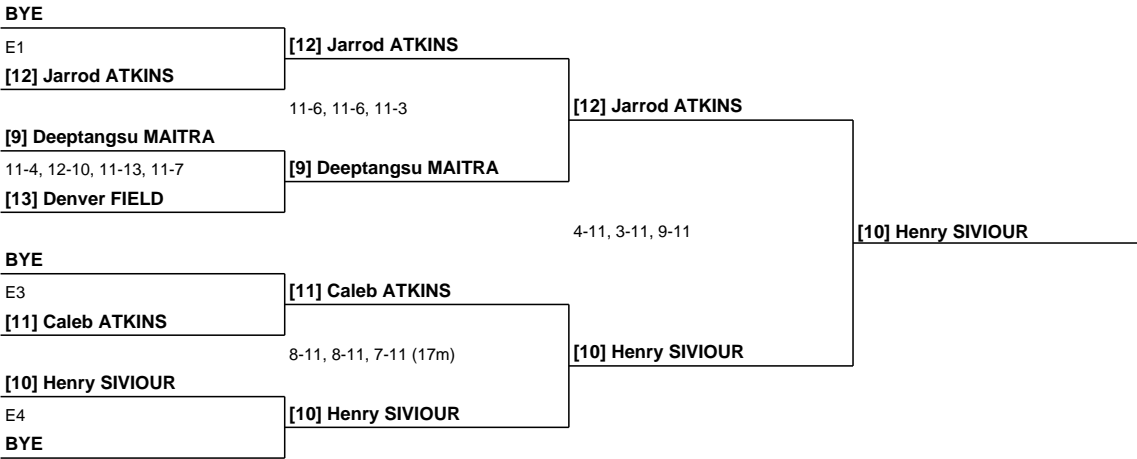 BYE
E1
[12] Jarrod ATKINS
[12] Jarrod ATKINS
11-6, 11-6, 11-3
[12] Jarrod ATKINS
[9] Deeptangsu MAITRA
11-4, 12-10, 11-13, 11-7
[9] Deeptangsu MAITRA
[13] Denver FIELD
4-11, 3-11, 9-11
[10] Henry SIVIOUR
BYE
E3
[11] Caleb ATKINS
[11] Caleb ATKINS
8-11, 8-11, 7-11 (17m)
[10] Henry SIVIOUR
[10] Henry SIVIOUR
E4
[10] Henry SIVIOUR
BYE